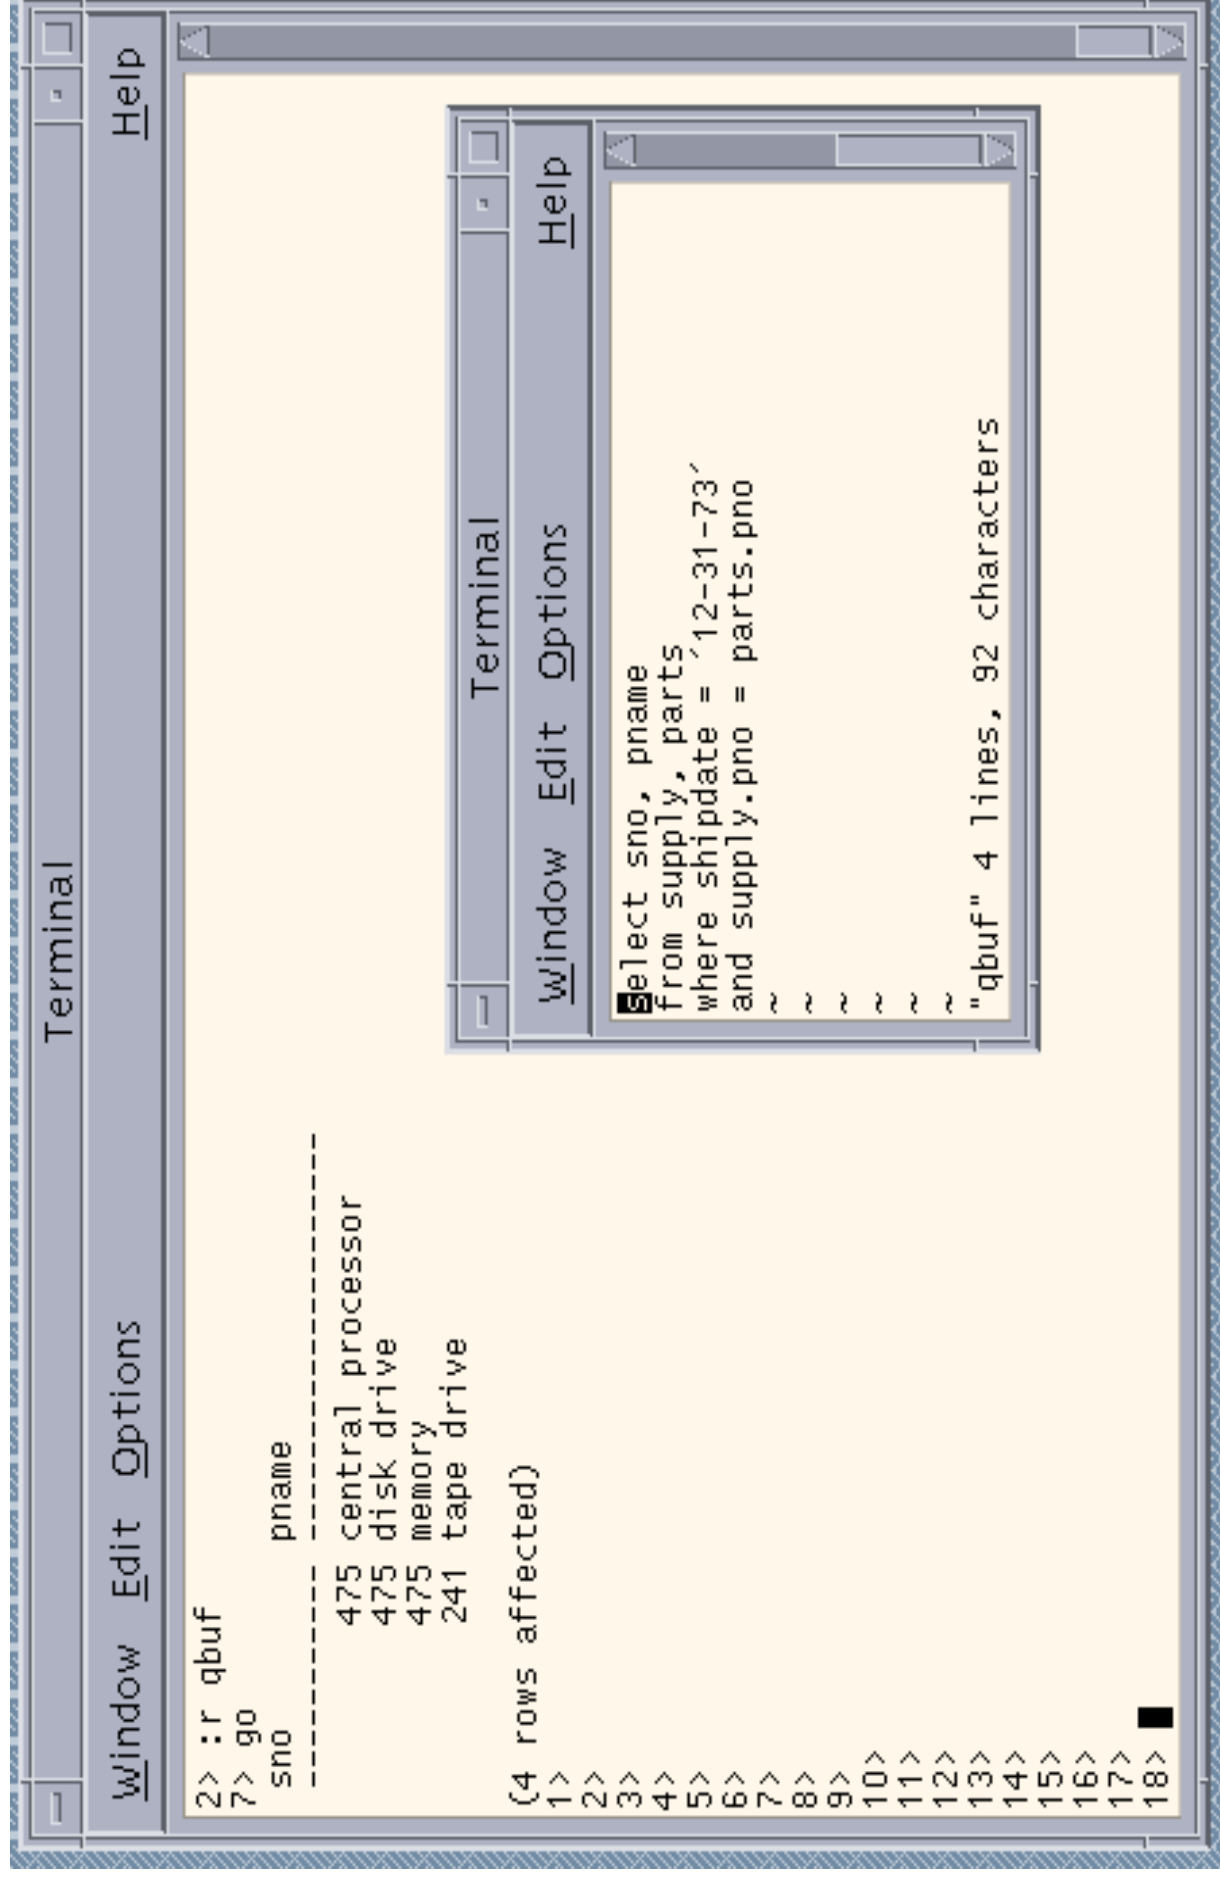 Terminal
Window Edit Options Help
2> :r qbuf
7> go
sno pname
----------- --------------------
475 central processor
475 disk drive
475 memory
241 tape drive
(4 rows affected)
1>
2>
3>
4>
5>
6>
7>
8>
9>
10>
11>
12>
13>
14>
15>
16>
17>
18>
Terminal
Window Edit Options Help
select sno, pname
from supply, parts
where shipdate = '12-31-73'
and supply.pno = parts.pno
~
~
~
~
~
~
"qbuf" 4 lines, 92 characters